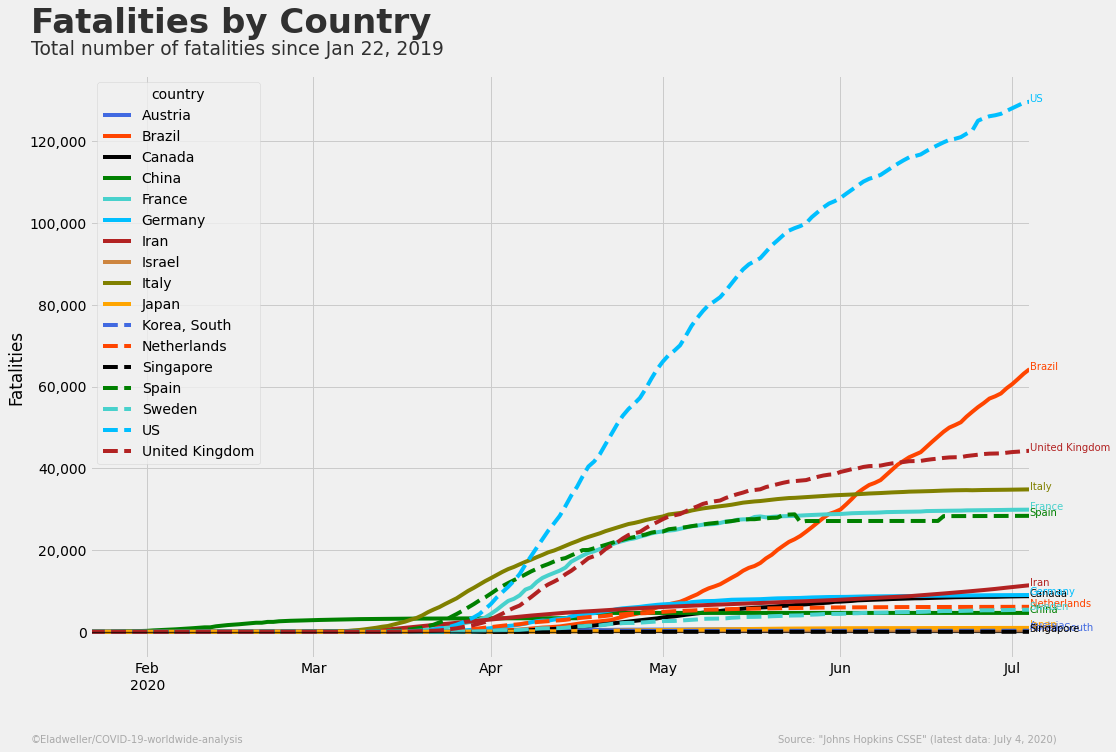 Fatalities by Country
Total number of fatalities since Jan 22, 2019
country
Austria
Brazil
Canada
China
France
Germany
Iran
Israel
Italy
Japan
Korea, South
Netherlands
Singapore
Spain
Sweden
US
United Kingdom
Fatalities
120,000
100,000
80,000
60,000
40,000
20,000
0
Feb
2020
Mar
Apr
May
Jun
Jul
US
Brazil
United Kingdom
Italy
France
Spain
Iran
Canada
Netherlands
China
Singapore
©Eladweller/COVID-19-worldwide-analysis
Source: "Johns Hopkins CSSE" (latest data: July 4, 2020)